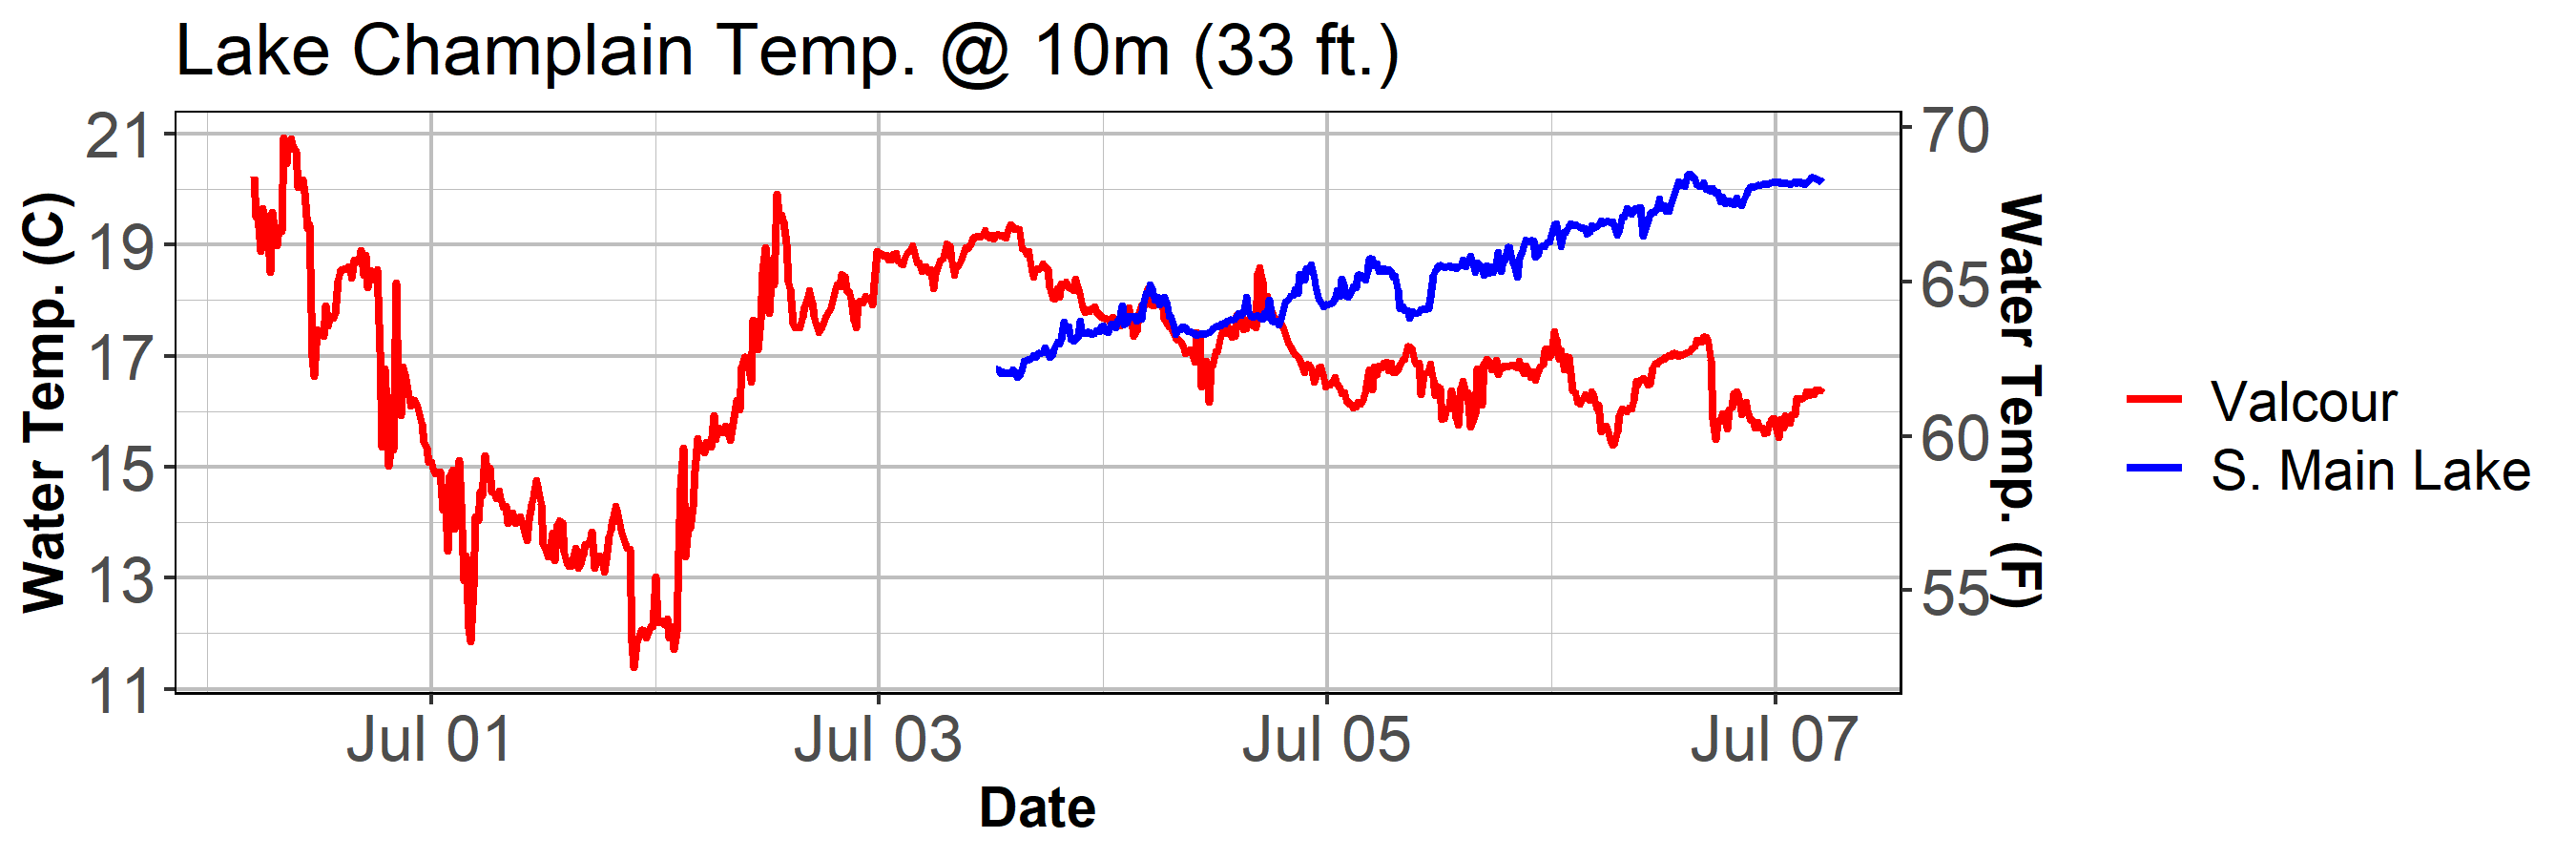 Lake Champlain Temp. @ 10m (33 ft.)
Water Temp. (C)
21
19
17
15
13
11
70
65
60
55
Water Temp. (F)
Jul 01
Jul 03
Jul 05
Jul 07
Date
Valcour
S. Main Lake